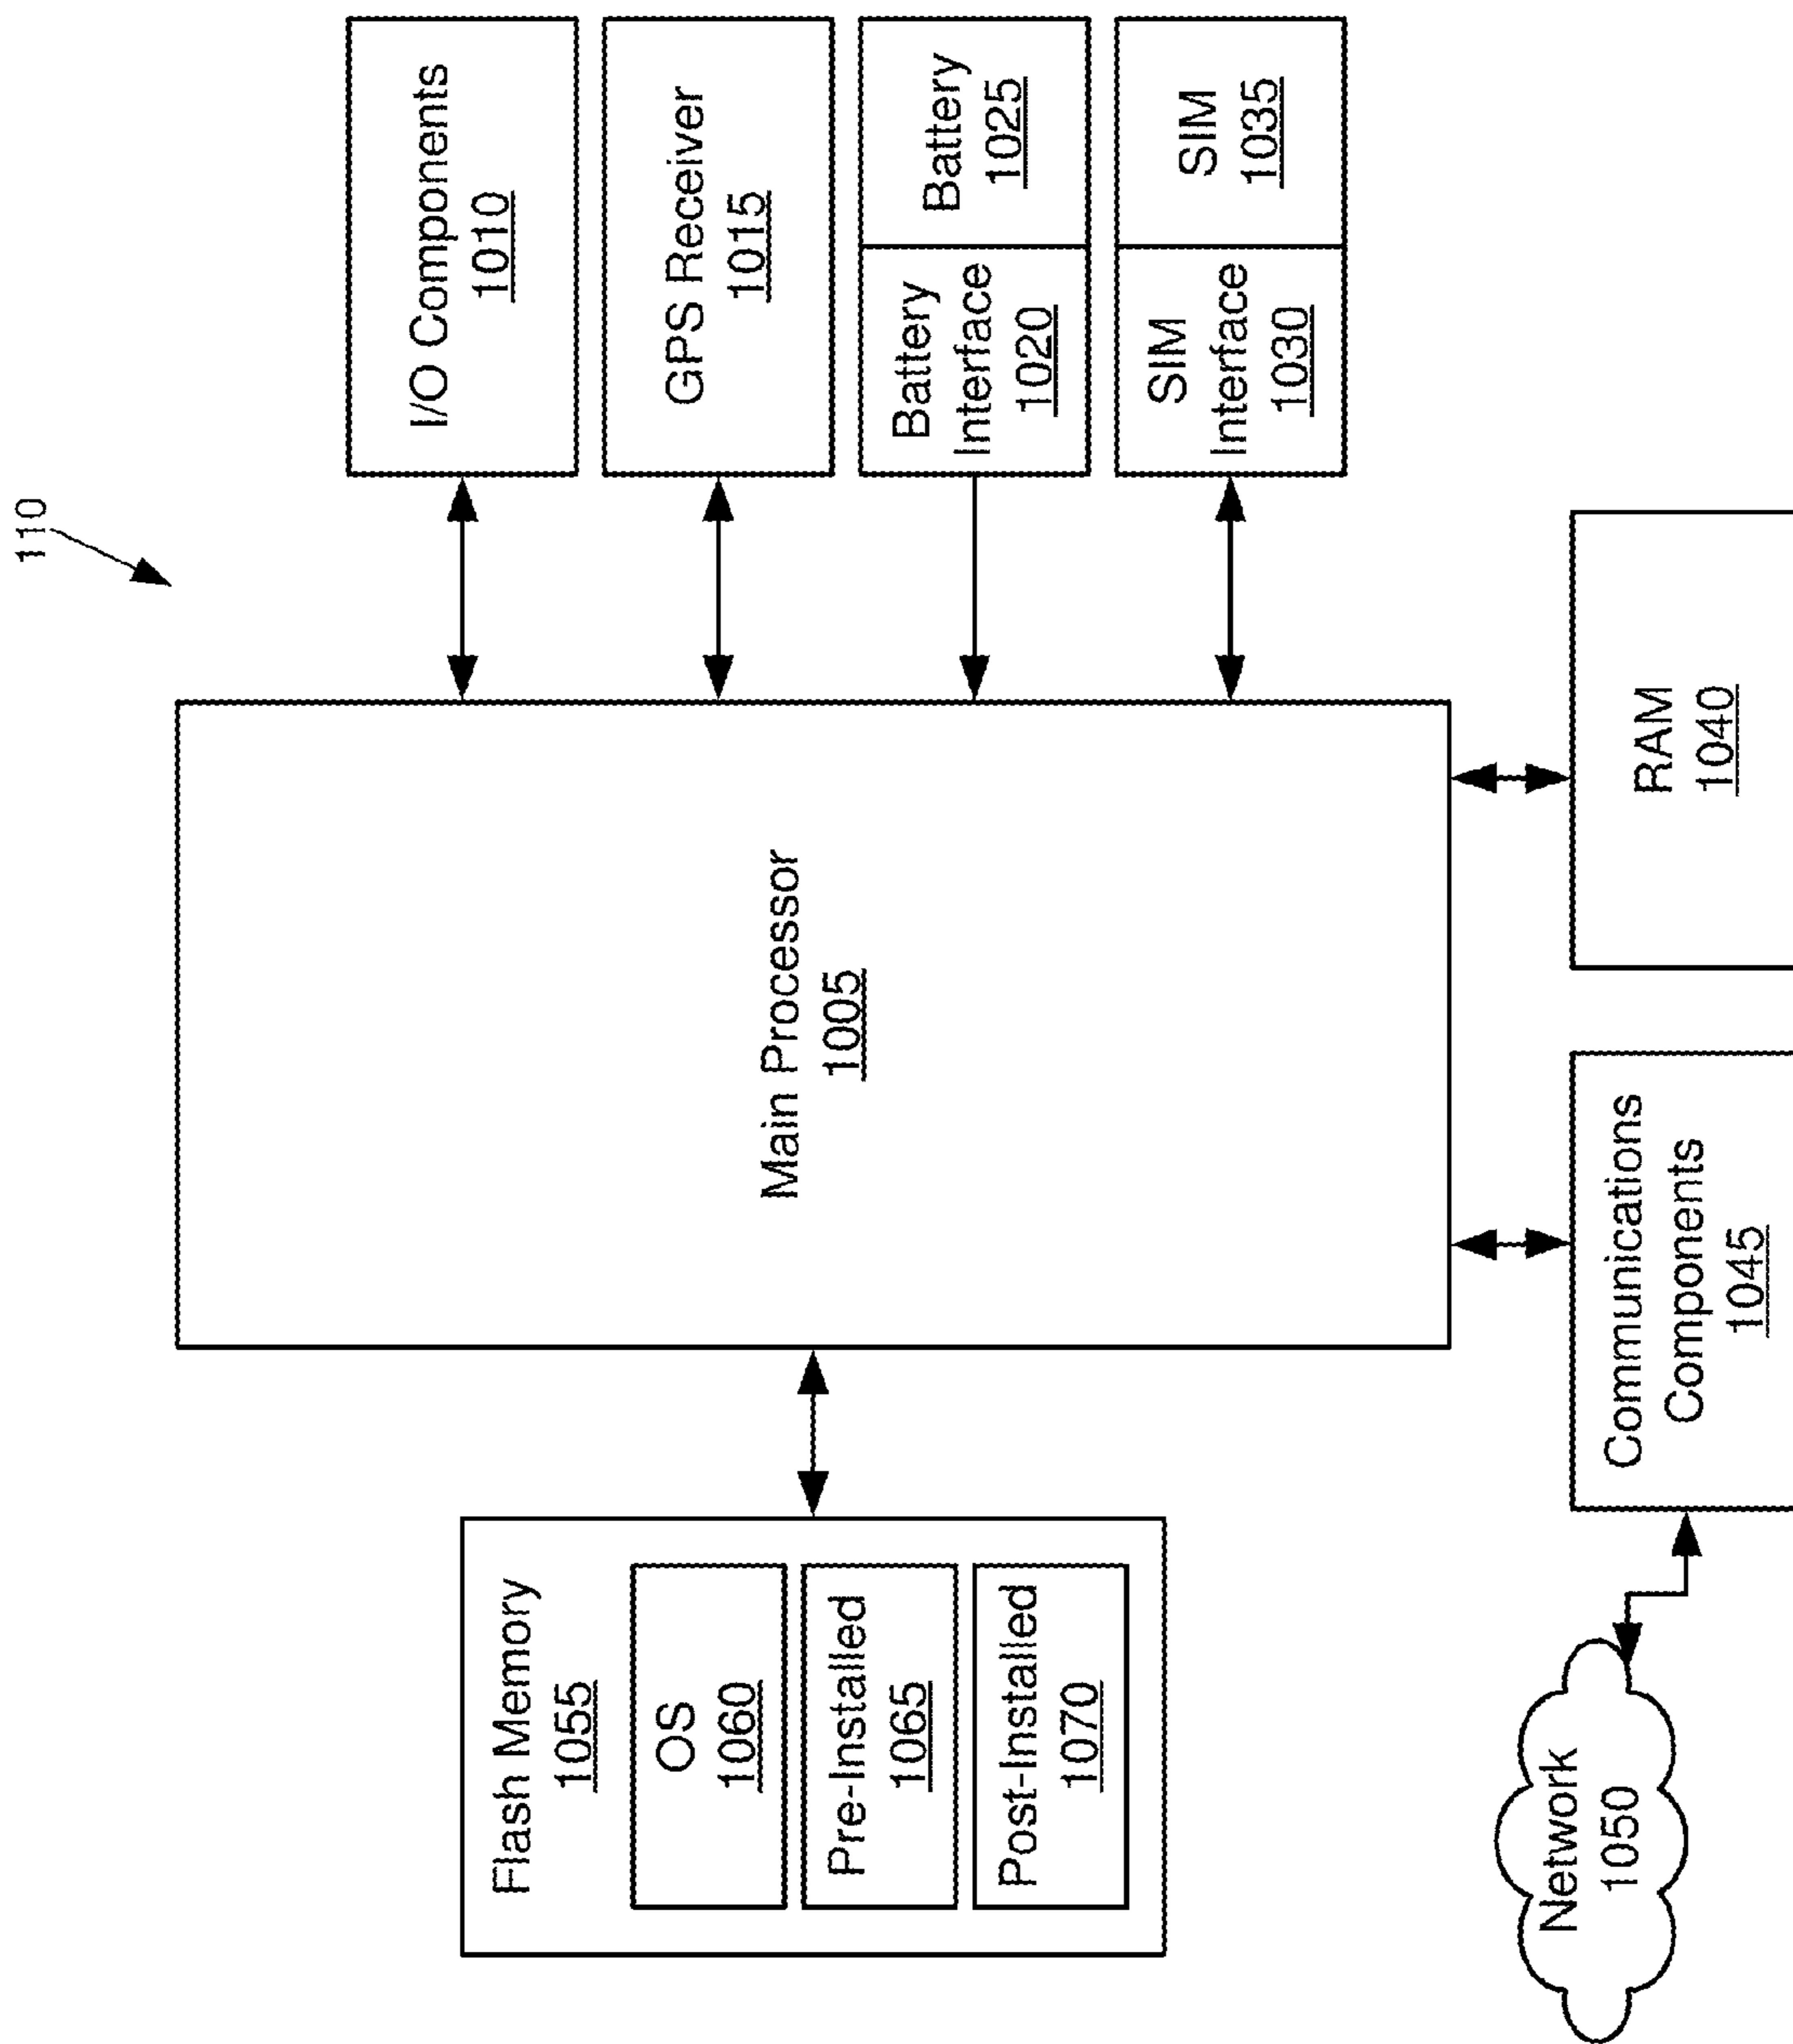 110
I/O Components
1010
GPS Receiver
1015
Battery
Interface
1020
Battery
1025
SIM
Interface
1030
SIM
1035
Main Processor
1005
Flash Memory
1055
OS
1060
Pre-Installed
1065
Post-Installed
1070
Network
1050
Communications
Components
1045
RAM
1040